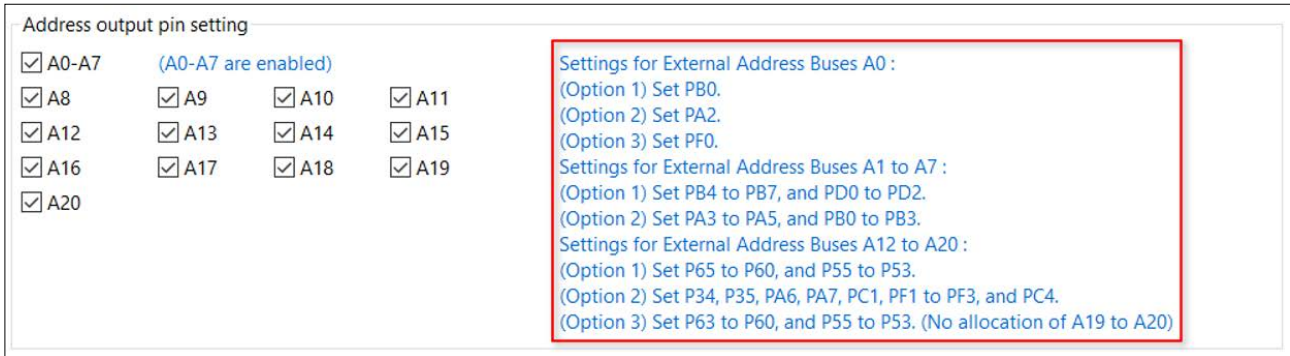 Address output pin setting
A0-A7 (A0-A7 are enabled)
A8 A9 A10 A11
A12 A13 A14 A15
A16 A17 A18 A19
A20
Settings for External Address Buses A0 :
(Option 1) Set PB0.
(Option 2) Set PA2.
(Option 3) Set PF0.
Settings for External Address Buses A1 to A7 :
(Option 1) Set PB4 to PB7, and PD0 to PD2.
(Option 2) Set PA3 to PA5, and PB0 to PB3.
Settings for External Address Buses A12 to A20 :
(Option 1) Set P65 to P60, and P55 to P53.
(Option 2) Set P34, P35, PA6, PA7, PC1, PF1 to PF3, and PC4.
(Option 3) Set P63 to P60, and P55 to P53. (No allocation of A19 to A20)